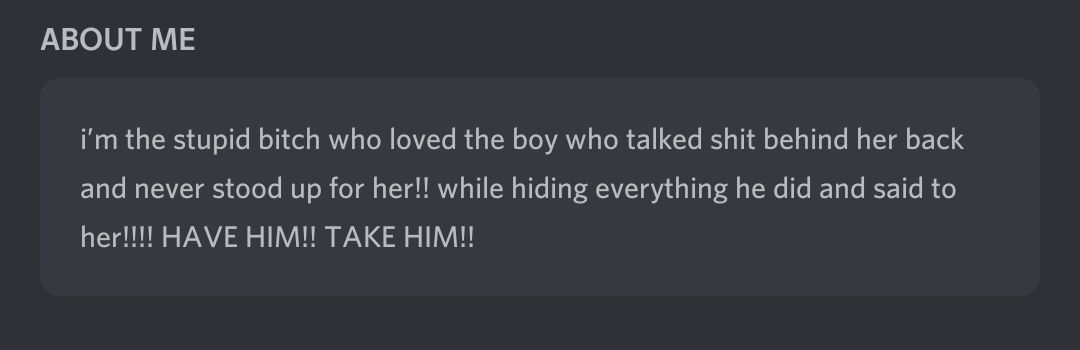 ABOUT ME
i’m the stupid bitch who loved the boy who talked shit behind her back
and never stood up for her!! while hiding everything he did and said to
her!!!! HAVE HIM!! TAKE HIM!!